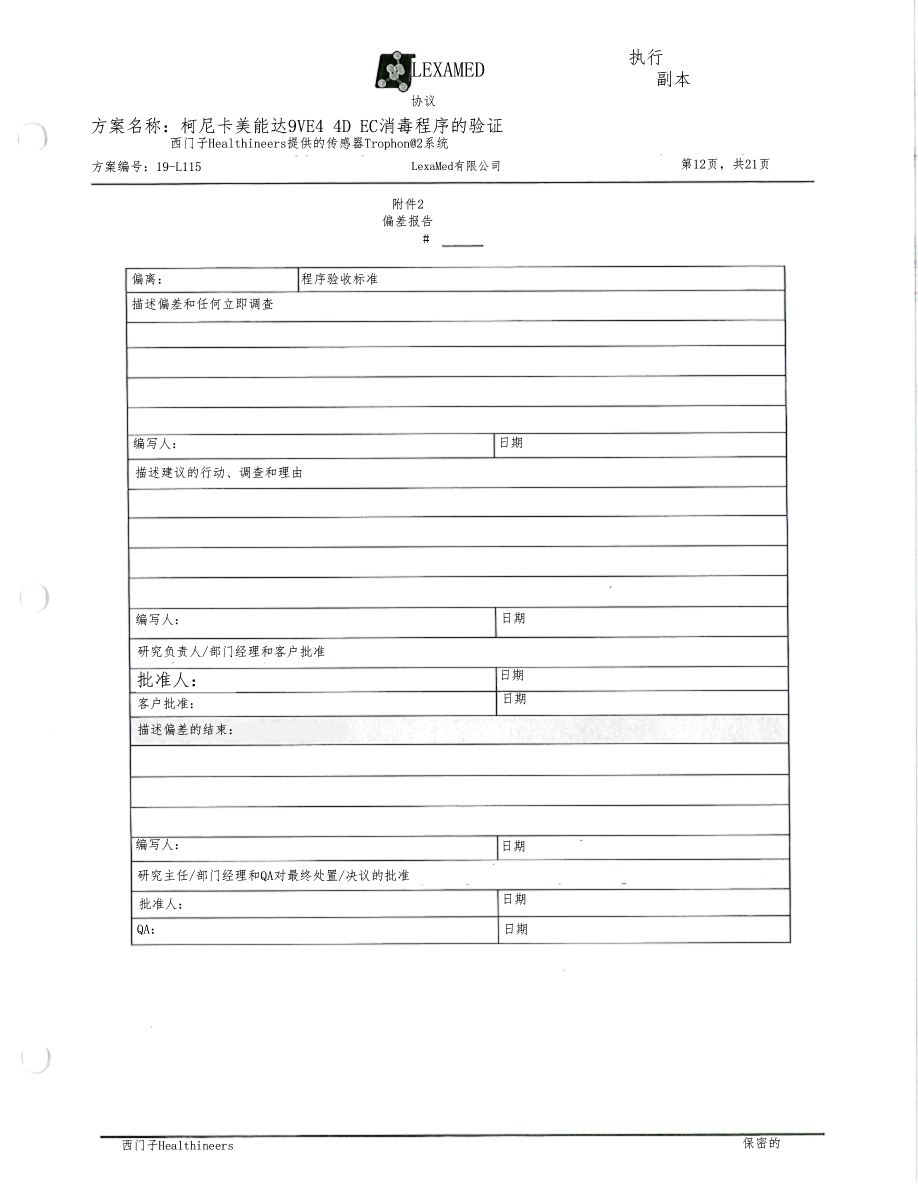 LEXAMED
执行
副本
协议
方案名称：柯尼卡美能达9VE4 4D EC消毒程序的验证
西门子Healthineers提供的传感器Trophon@2系统
方案编号：19-L115 LexaMed有限公司 第12页，共21页
附件2
偏差报告
# ____
偏离： 程序验收标准
描述偏差和任何立即调查
编写人： 日期
描述建议的行动、调查和理由
编写人： 日期
研究负责人/部门经理和客户批准
批准人： 日期
客户批准： 日期
描述偏差的结束：
编写人： 日期
研究主任/部门经理和QA对最终处置/决议的批准
批准人： 日期
QA： 日期
西门子Healthineers 保密的